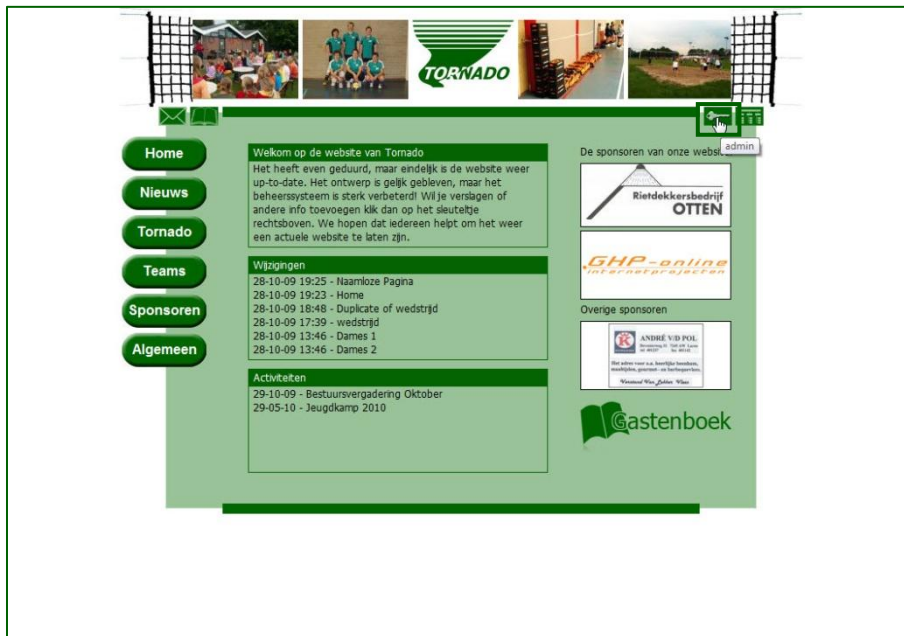 TORNADO
admin
Home
Nieuws
Tornado
Teams
Sponsoren
Algemeen
Welkom op de website van Tornado
Het heeft even geduurd, maar eindelijk is de website weer
up-to-date. Het ontwerp is gelijk gebleven, maar het
beheerssysteem is sterk verbeterd! Wil je verslagen of
andere info toevoegen klik dan op het sleuteltje
rechtsboven. We hopen dat iedereen helpt om het weer
een actuele website te laten zijn.
Wijzigingen
28-10-09 19:25 - Naamloze Pagina
28-10-09 19:23 - Home
28-10-09 18:48 - Duplicate of wedstrijd
28-10-09 17:39 - wedstrijd
28-10-09 13:46 - Dames 1
28-10-09 13:46 - Dames 2
Activiteiten
29-10-09 - Bestuursvergadering Oktober
29-05-10 - Jeugdkamp 2010
De sponsoren van onze website
Rietdekkersbedrijf
OTTEN
GHP-online
internetprojecten
Overige sponsoren
ANDRÉ V/D POL
Het adres voor o.a. heerlijke broodjes,
Gastenboek